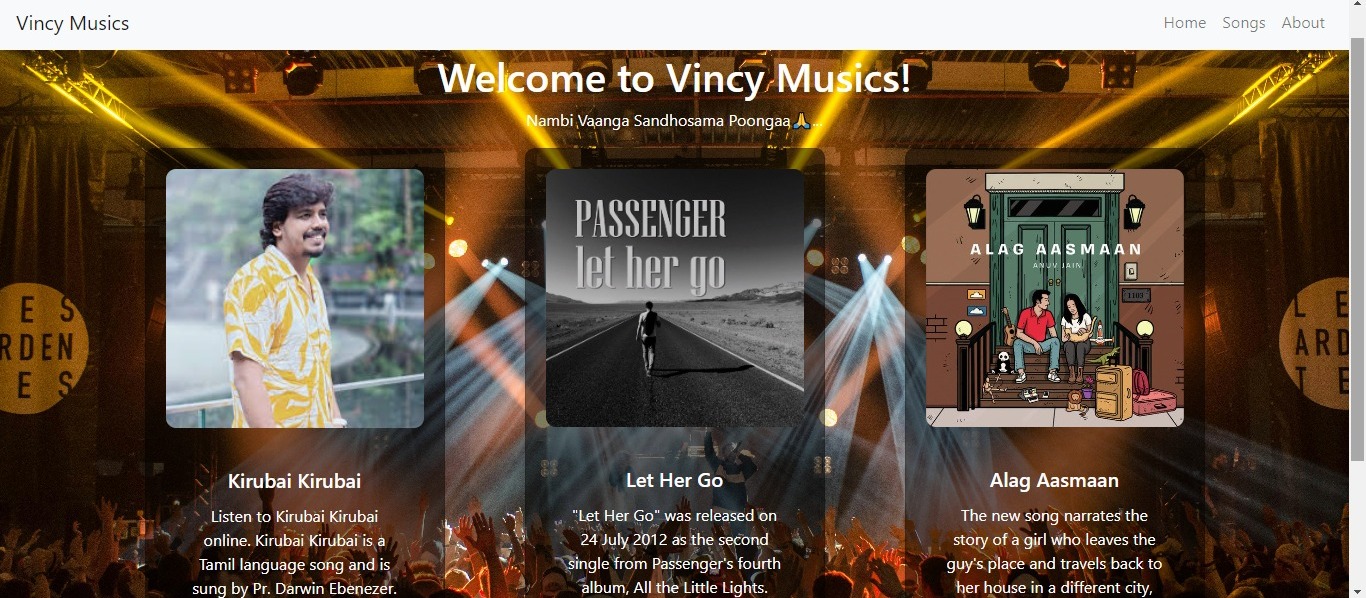 Vincy Musics
Home Songs About
Welcome to Vincy Musics!
Nambi Vaanga Sandhosama Poongaa🙏...
PASSENGER
let her go
ALAG AASMAAN
ANUV JAIN
1103
E S
RDEN
E S
L E
ARD
T E
Kirubai Kirubai
Listen to Kirubai Kirubai
online. Kirubai Kirubai is a
Tamil language song and is
sung by Pr. Darwin Ebenezer.
Let Her Go
"Let Her Go" was released on
24 July 2012 as the second
single from Passenger's fourth
album, All the Little Lights.
Alag Aasmaan
The new song narrates the
story of a girl who leaves the
guy's place and travels back to
her house in a different city,